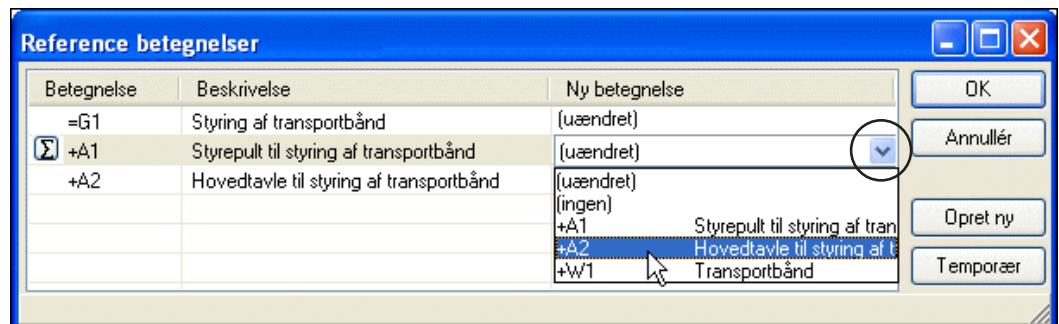 Reference betegnelser
Betegnelse Beskrivelse Ny betegnelse
=G1 Styring af transportbånd (uændret)
Σ +A1 Styrepult til styring af transportbånd (uændret)
+A2 Hovedtavle til styring af transportbånd
(uændret)
(ingen)
+A1 Styrepult til styring af tran
+A2 Hovedtavle til styring af t
+W1 Transportbånd
OK
Annullér
Opret ny
Temporær